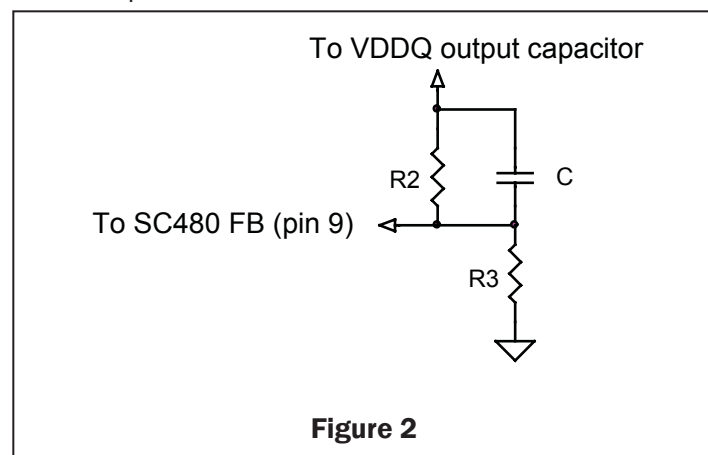 To VDDQ output capacitor
R2
C
To SC480 FB (pin 9)
R3
Figure 2